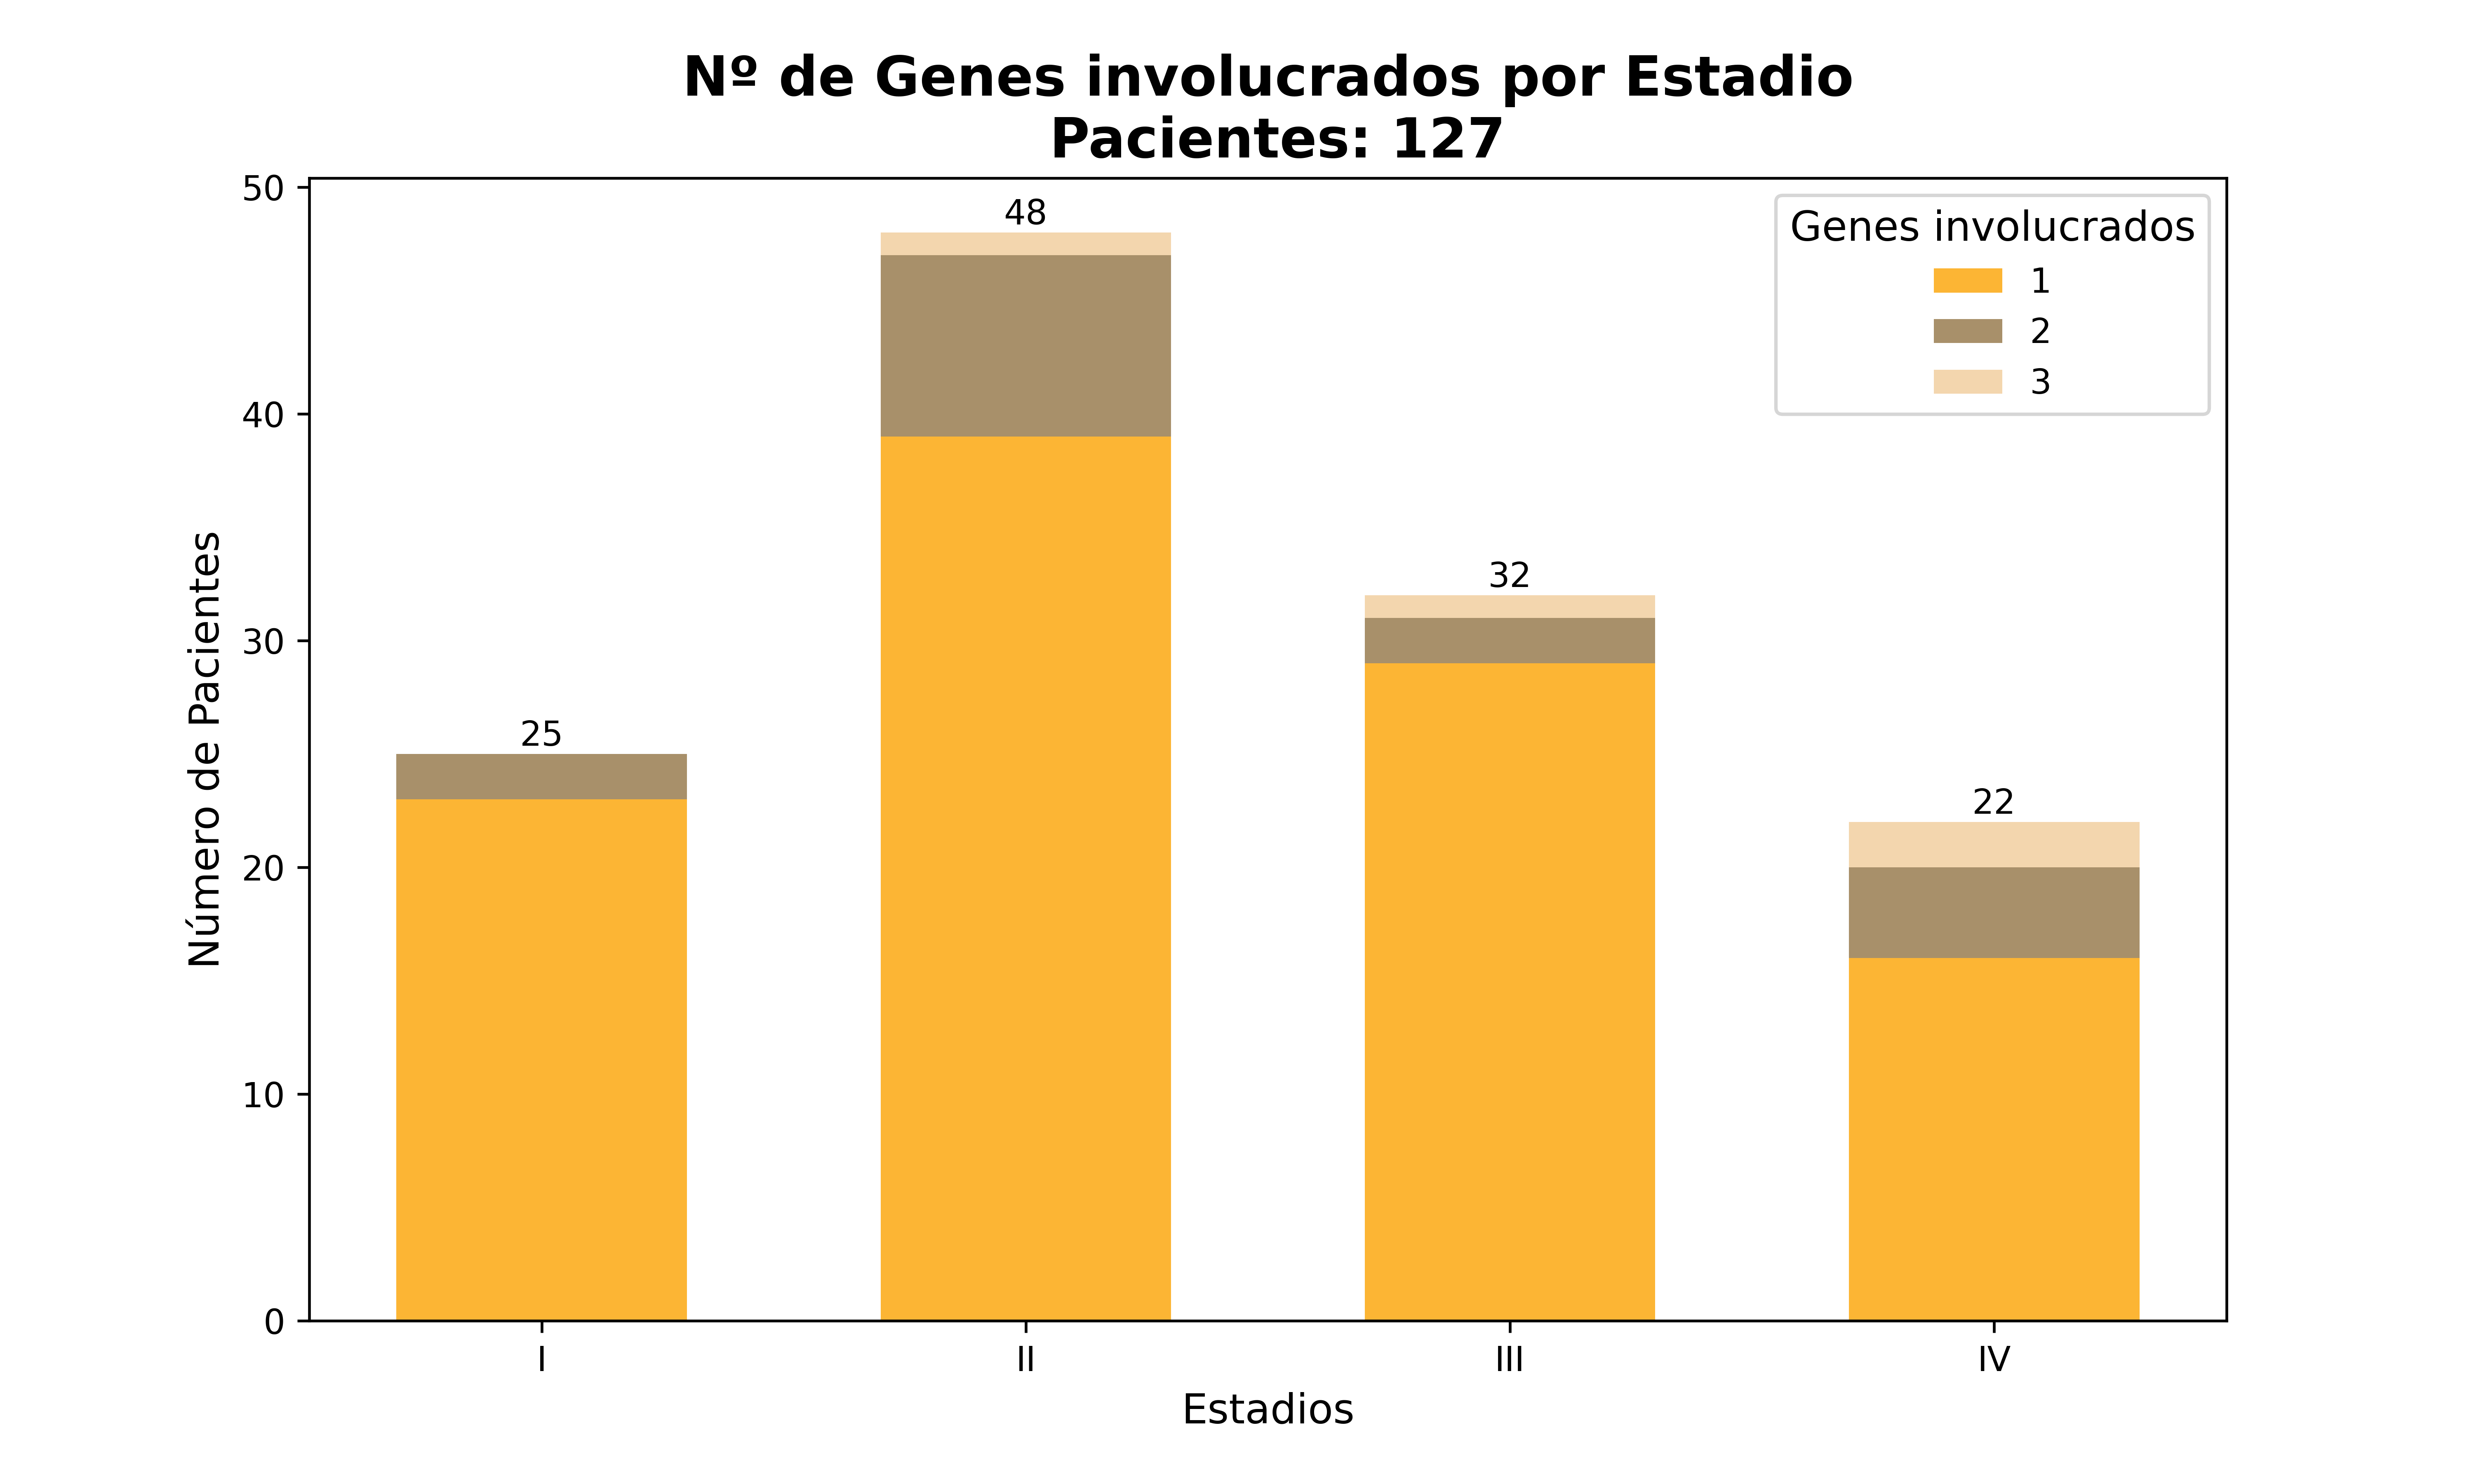 Nº de Genes involucrados por Estadio
Pacientes: 127
Genes involucrados
1
2
3
Número de Pacientes
50
40
30
20
10
0
25
48
32
22
I
II
III
IV
Estadios